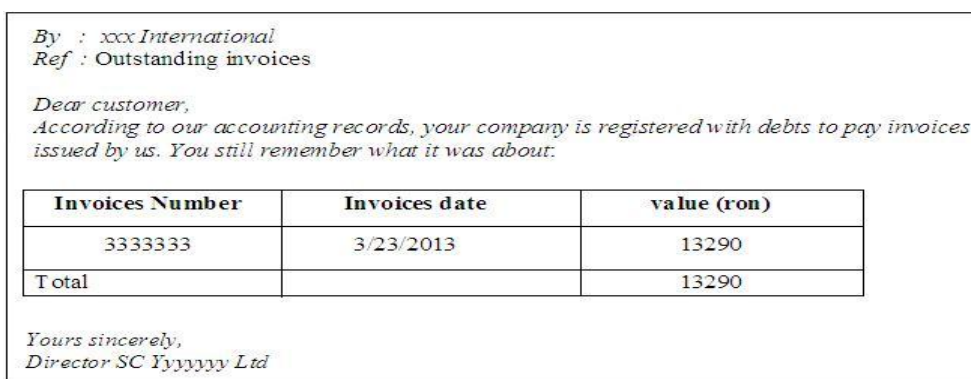 By : xxx International
Ref : Outstanding invoices
Dear customer,
According to our accounting records, your company is registered with debts to pay invoices
issued by us. You still remember what it was about:
Invoices Number Invoices date value (ron)
3333333 3/23/2013 13290
Total 13290
Yours sincerely,
Director SC Yyyyyyy Ltd